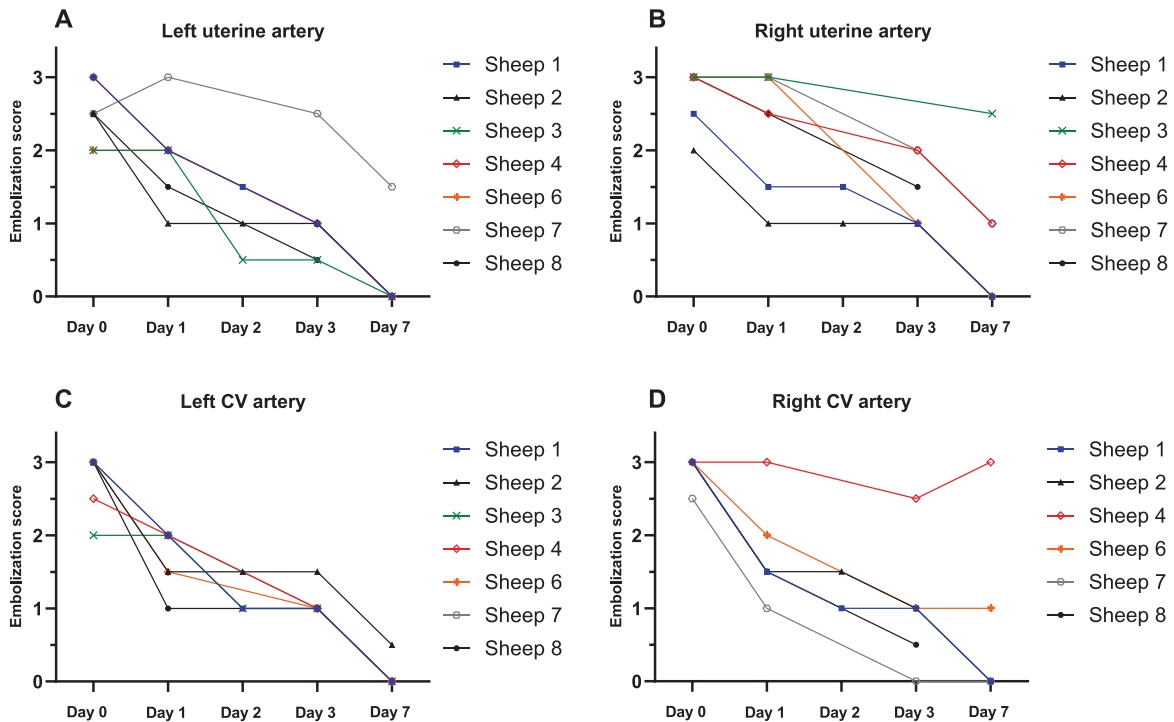 A
Left uterine artery
Embolization score
3
2
1
0
Day 0 Day 1 Day 2 Day 3 Day 7
Sheep 1
Sheep 2
Sheep 3
Sheep 4
Sheep 6
Sheep 7
Sheep 8
B
Right uterine artery
Embolization score
3
2
1
0
Day 0 Day 1 Day 2 Day 3 Day 7
Sheep 1
Sheep 2
Sheep 3
Sheep 4
Sheep 6
Sheep 7
Sheep 8
C
Left CV artery
Embolization score
3
2
1
0
Day 0 Day 1 Day 2 Day 3 Day 7
Sheep 1
Sheep 2
Sheep 3
Sheep 4
Sheep 6
Sheep 7
Sheep 8
D
Right CV artery
Embolization score
3
2
1
0
Day 0 Day 1 Day 2 Day 3 Day 7
Sheep 1
Sheep 2
Sheep 4
Sheep 6
Sheep 7
Sheep 8